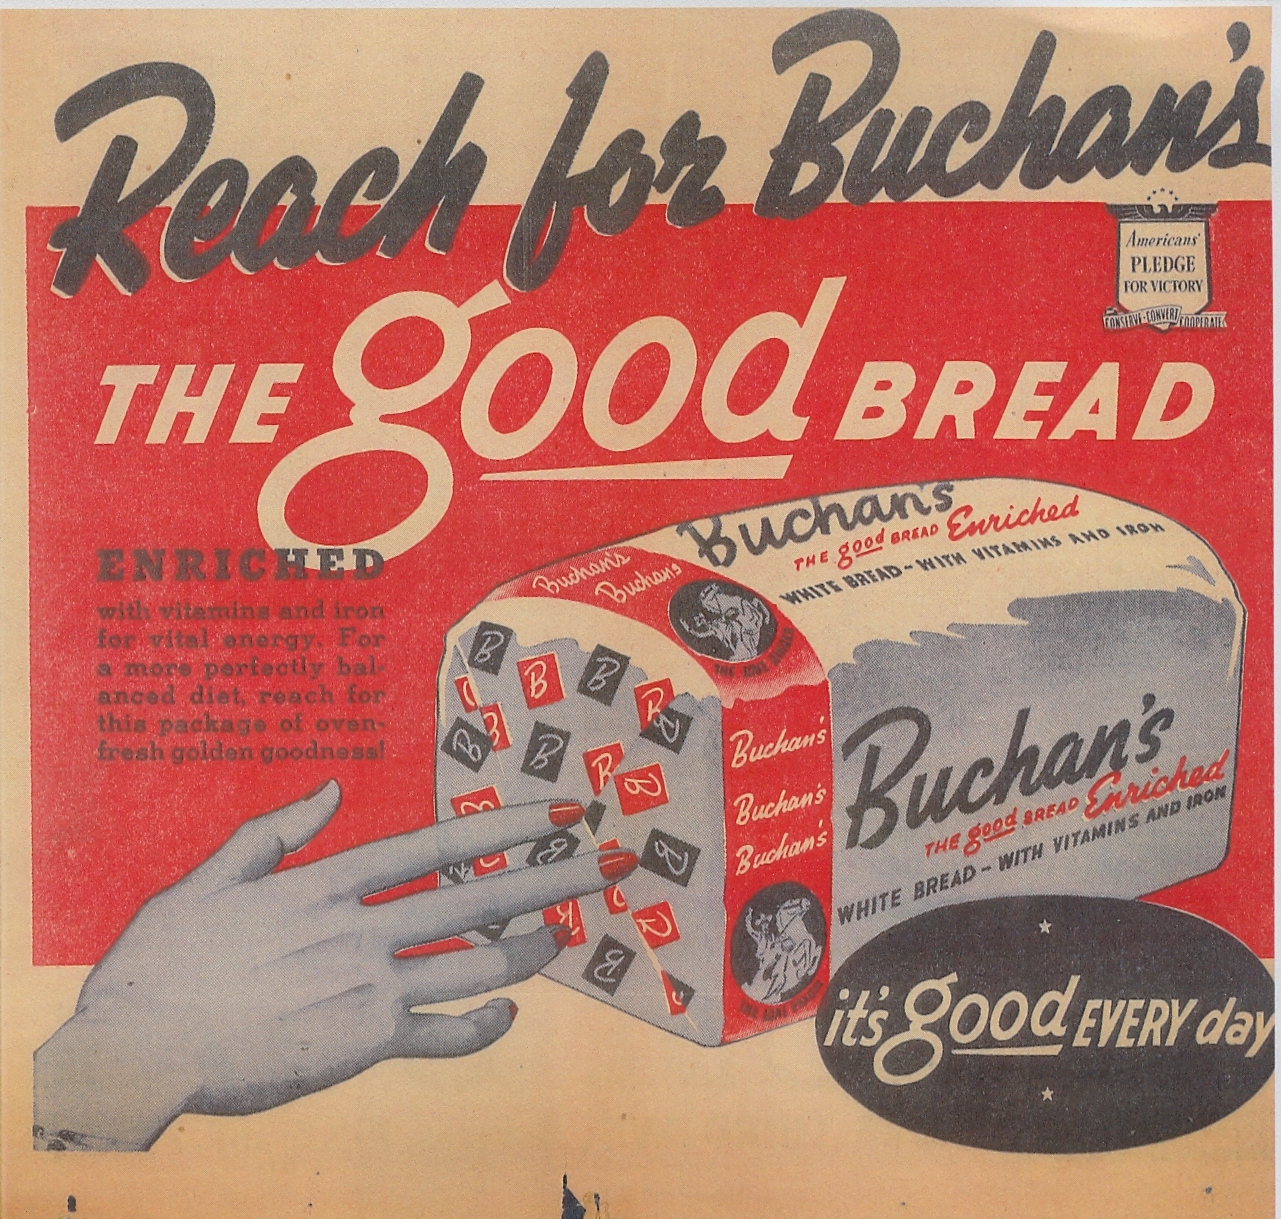 Reach for Buchan's
Americans'
PLEDGE
FOR VICTORY
CONSERVE-CONVERT COOPERATE
THE good BREAD
ENRICHED
with vitamins and iron
for vital energy. For
a more perfectly bal-
anced diet, reach for
this package of oven-
fresh golden goodness!
Buchan's
THE good BREAD Enriched
WHITE BREAD - WITH VITAMINS AND IRON
Buchan's
Buchan's
B
B
B
B
B
B
B
B
B
B
B
B
B
Buchan's
Buchan's
Buchan's
Buchan's
THE good BREAD Enriched
WHITE BREAD - WITH VITAMINS AND IRON
it's good EVERY day